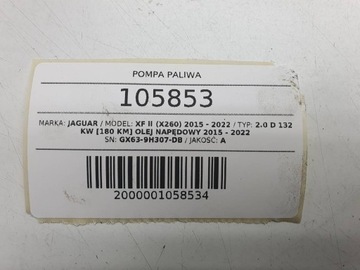 POMPA PALIWA
105853
MARKA: JAGUAR / MODEL: XF II (X260) 2015 - 2022 / TYP: 2.0 D 132
KW [180 KM] OLEJ NAPĘDOWY 2015 - 2022
SN: GX63-9H307-DB / JAKOŚĆ: A
2000001058534